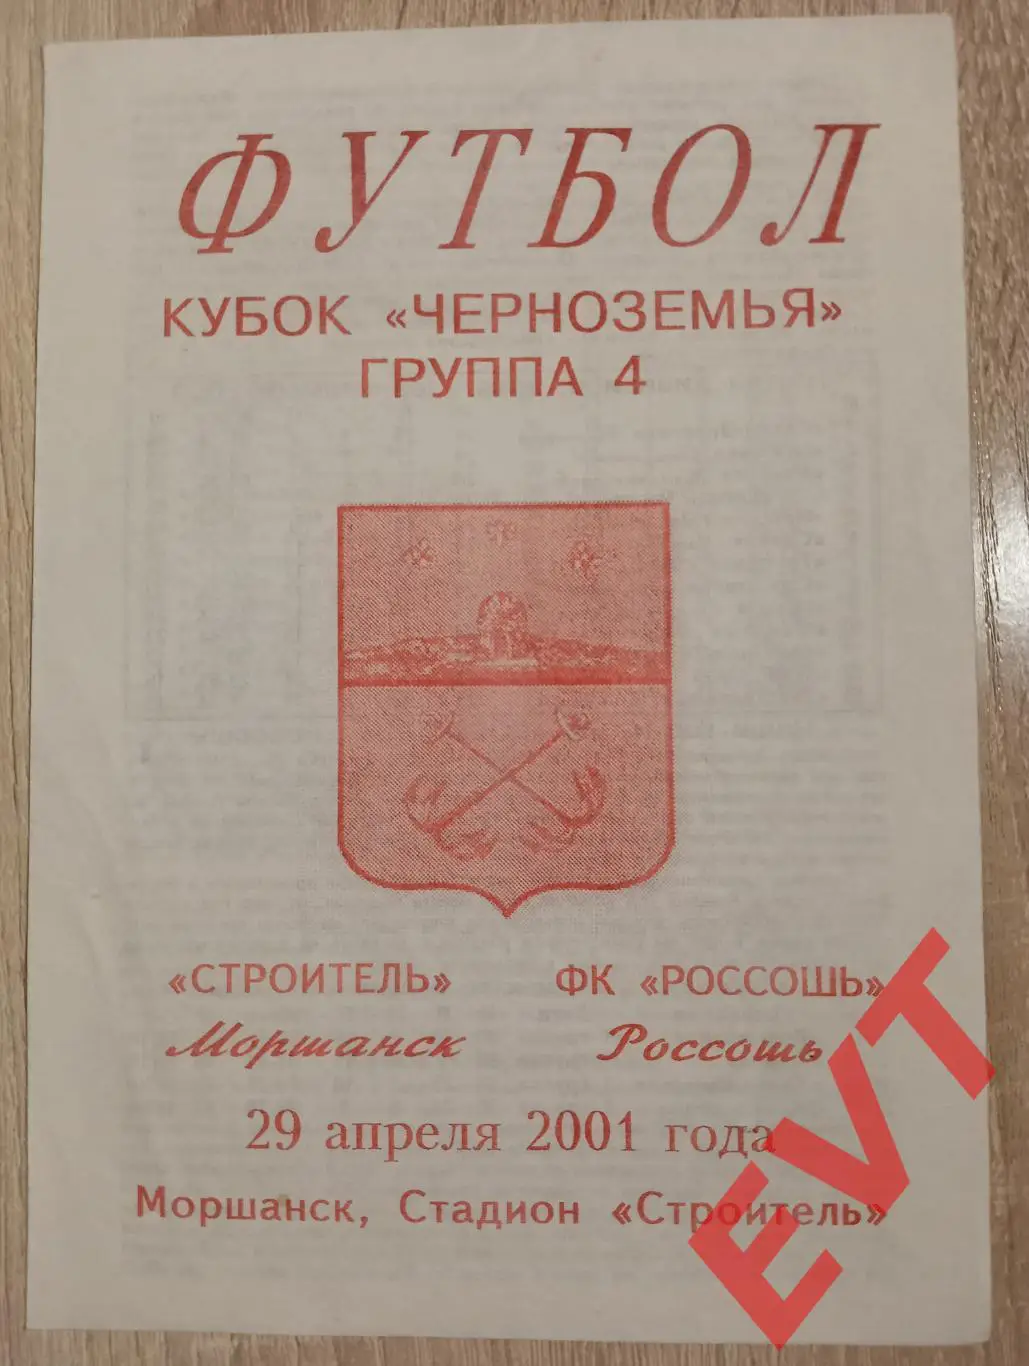 ФУТБОЛ
КУБОК «ЧЕРНОЗЕМЬЯ»
ГРУППА 4
«СТРОИТЕЛЬ» ФК «РОССОШЬ»
Моршанск Россошь
29 апреля 2001 года
Моршанск, Стадион «Строитель»
EVT